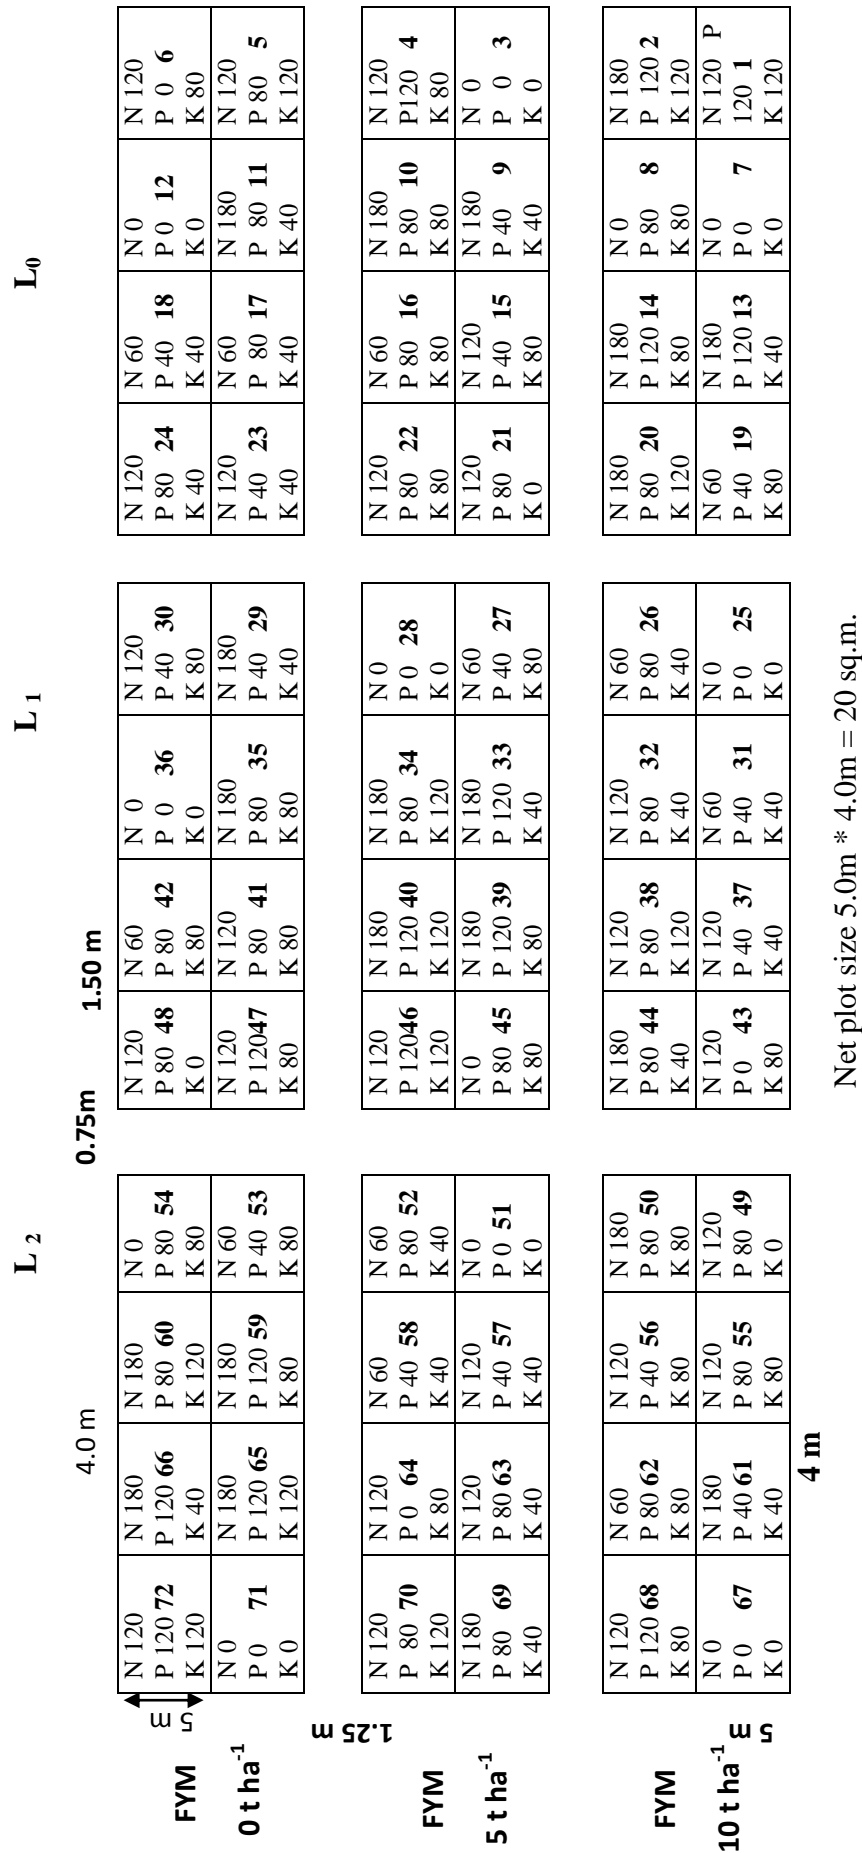 L 2
L 1
L0
4.0 m
0.75m
1.50 m
FYM
0 t ha-1
5 m
N 120
P 120 72
K 120
N 180
P 120 66
K 40
N 180
P 80 60
K 120
N 0
P 80 54
K 80
N 120
P 80 48
K 0
N 60
P 80 42
K 80
N 0
P 0 36
K 0
N 120
P 40 30
K 80
N 120
P 80 24
K 40
N 60
P 40 18
K 40
N 0
P 0 12
K 0
N 120
P 0 6
K 80
N 0
P 0 71
K 0
N 180
P 120 65
K 120
N 180
P 120 59
K 80
N 60
P 40 53
K 80
N 120
P 12047
K 80
N 120
P 80 41
K 80
N 180
P 80 35
K 80
N 180
P 40 29
K 40
N 120
P 40 23
K 40
N 60
P 80 17
K 40
N 180
P 80 11
K 40
N 120
P 80 5
K 120
1.25 m
FYM
5 t ha-1
N 120
P 80 70
K 120
N 120
P 0 64
K 80
N 60
P 40 58
K 40
N 60
P 80 52
K 40
N 120
P 12046
K 120
N 180
P 120 40
K 120
N 180
P 80 34
K 120
N 0
P 0 28
K 0
N 120
P 80 22
K 80
N 60
P 80 16
K 80
N 180
P 80 10
K 80
N 120
P120 4
K 80
N 180
P 80 69
K 40
N 120
P 80 63
K 40
N 120
P 40 57
K 40
N 0
P 0 51
K 0
N 0
P 80 45
K 80
N 180
P 120 39
K 80
N 180
P 120 33
K 40
N 60
P 40 27
K 80
N 120
P 80 21
K 0
N 120
P 40 15
K 80
N 180
P 40 9
K 40
N 0
P 0 3
K 0
FYM
10 t ha-1
5 m
N 120
P 120 68
K 80
N 60
P 80 62
K 80
N 120
P 40 56
K 80
N 180
P 80 50
K 80
N 180
P 80 44
K 40
N 120
P 80 38
K 120
N 120
P 80 32
K 40
N 60
P 80 26
K 40
N 180
P 80 20
K 120
N 180
P 120 14
K 80
N 0
P 80 8
K 80
N 180
P 120 2
K 120
N 0
P 0 67
K 0
N 180
P 40 61
K 40
N 120
P 80 55
K 80
N 120
P 80 49
K 0
N 120
P 0 43
K 80
N 120
P 40 37
K 40
N 60
P 40 31
K 40
N 0
P 0 25
K 0
N 60
P 40 19
K 80
N 180
P 120 13
K 40
N 0
P 0 7
K 0
N 120 P
120 1
K 120
4 m
Net plot size 5.0m * 4.0m = 20 sq.m.